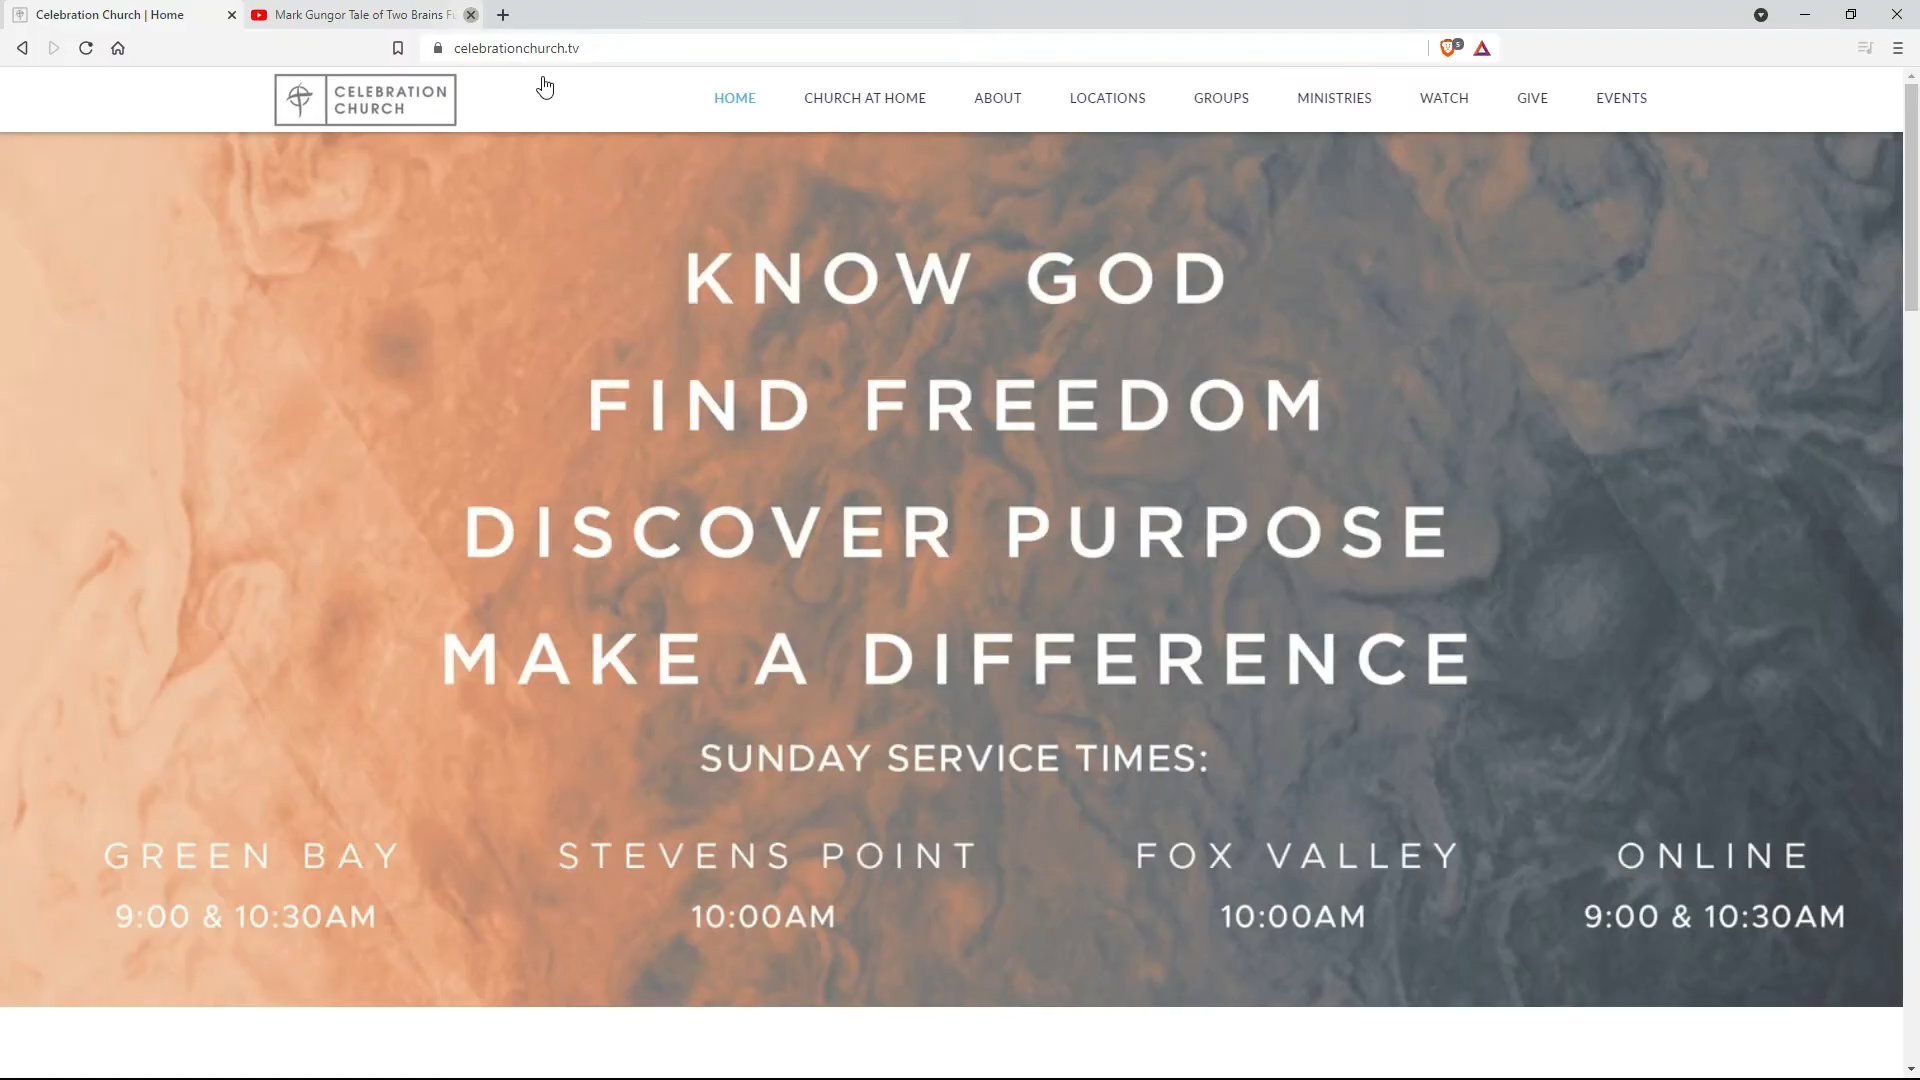 Celebration Church | Home
Mark Gungor Tale of Two Brains Fu
celebrationchurch.tv
5
CELEBRATION
CHURCH
HOME
CHURCH AT HOME
ABOUT
LOCATIONS
GROUPS
MINISTRIES
WATCH
GIVE
EVENTS
KNOW GOD
FIND FREEDOM
DISCOVER PURPOSE
MAKE A DIFFERENCE
SUNDAY SERVICE TIMES:
GREEN BAY
9:00 & 10:30AM
STEVENS POINT
10:00AM
FOX VALLEY
10:00AM
ONLINE
9:00 & 10:30AM